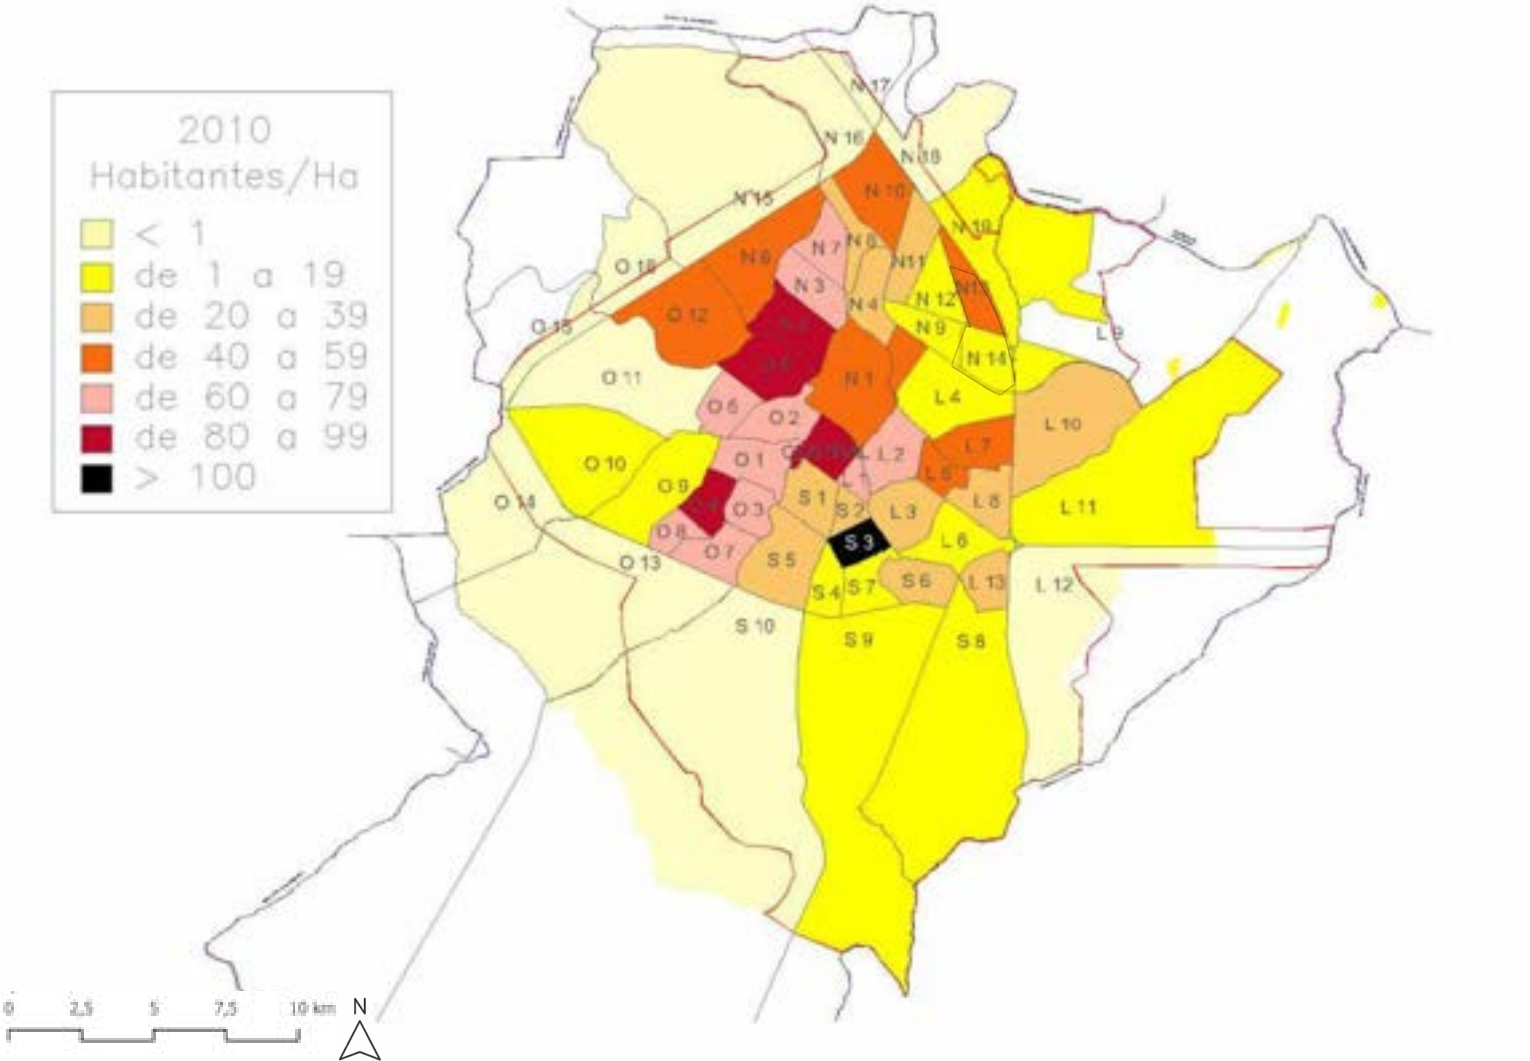 2010
Habitantes/Ha
< 1
de 1 a 19
de 20 a 39
de 40 a 59
de 60 a 79
de 80 a 99
> 100
N 17
N 16
N 18
N 10
N 15
N 19
N 7
N 8
N 6
N11
O 16
N 3
N13
N 12
N 4
O 12
O 15
N 9
L 9
N 14
O 11
N 1
L 4
O 5
O 2
L 10
L 7
O 1
L 2
O 10
L 1
O 9
S 1
L 8
O 14
O 3
S 2
L 3
L 11
O 8
S 3
L 6
O 7
O 13
S 5
S 6
L 13
L 12
S 4
S 7
S 10
S 9
S 8
0 2,5 5 7,5 10 km
N